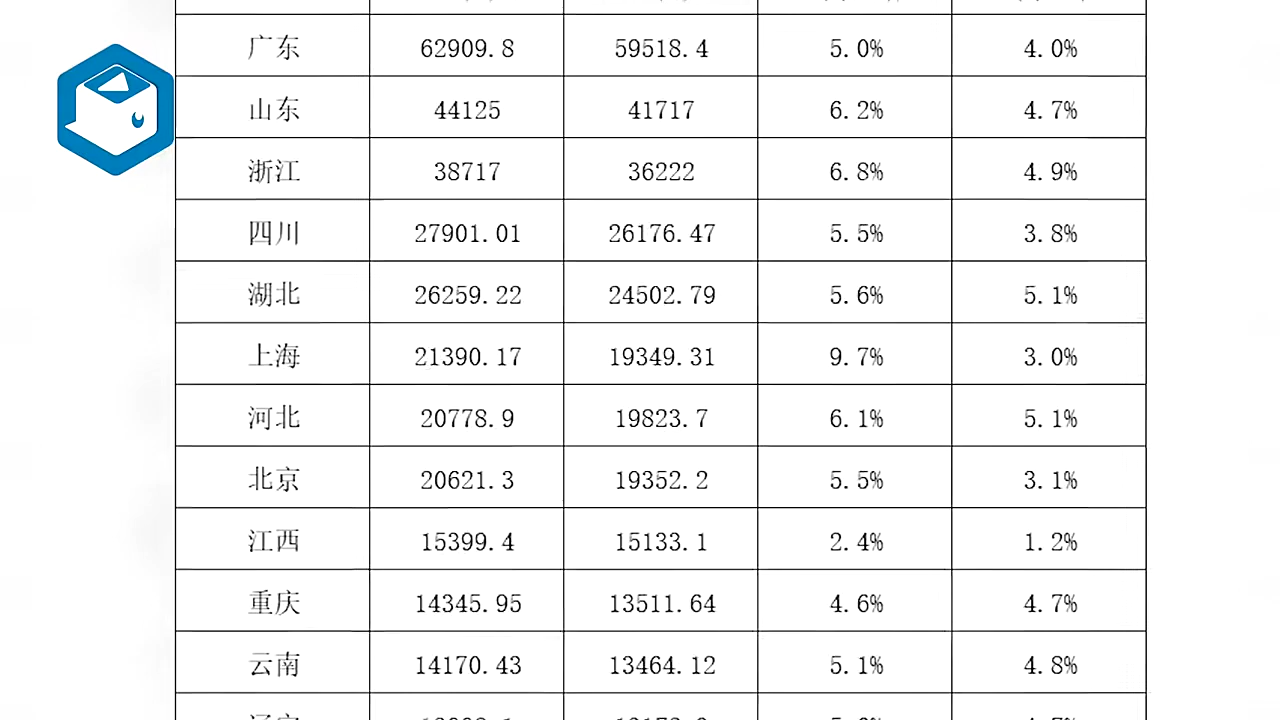 广东 62909.8 59518.4 5.0% 4.0%
山东 44125 41717 6.2% 4.7%
浙江 38717 36222 6.8% 4.9%
四川 27901.01 26176.47 5.5% 3.8%
湖北 26259.22 24502.79 5.6% 5.1%
上海 21390.17 19349.31 9.7% 3.0%
河北 20778.9 19823.7 6.1% 5.1%
北京 20621.3 19352.2 5.5% 3.1%
江西 15399.4 15133.1 2.4% 1.2%
重庆 14345.95 13511.64 4.6% 4.7%
云南 14170.43 13464.12 5.1% 4.8%